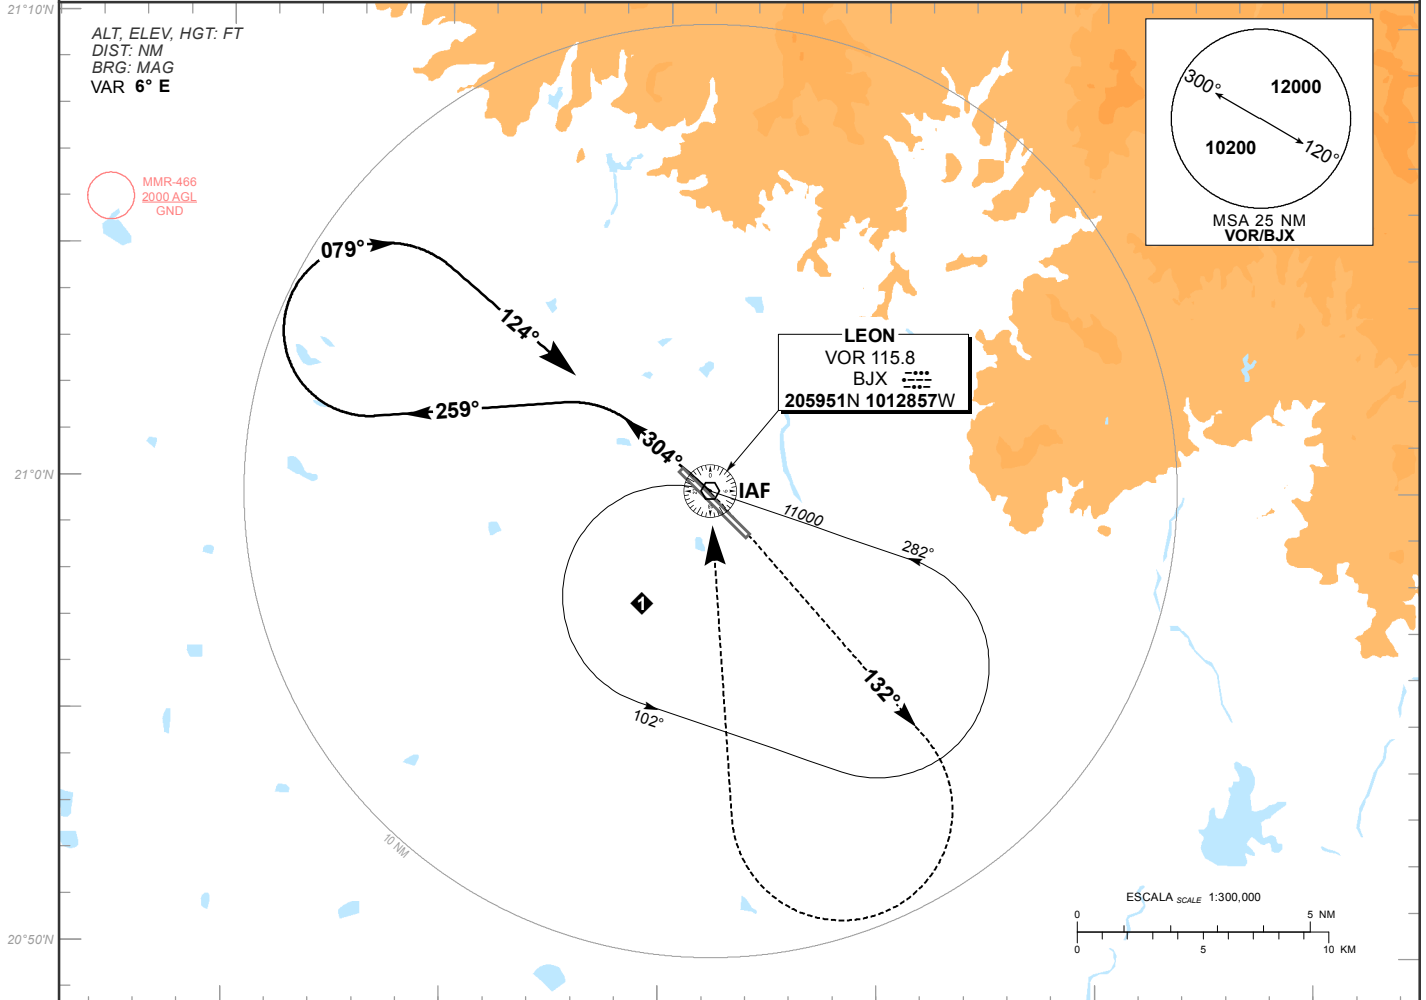 21°10'N
ALT, ELEV, HGT: FT
DIST: NM
BRG: MAG
VAR 6° E
300°
12000
10200
120°
MSA 25 NM
VOR/BJX
MMR-466
2000 AGL
GND
079°
124°
LEON
VOR 115.8
BJX
205951N 1012857W
259°
304°
21°0'N
IAF
11000
282°
1
132°
102°
10 NM
ESCALA SCALE 1:300,000
0 5 NM
0 5 10 KM
20°50'N